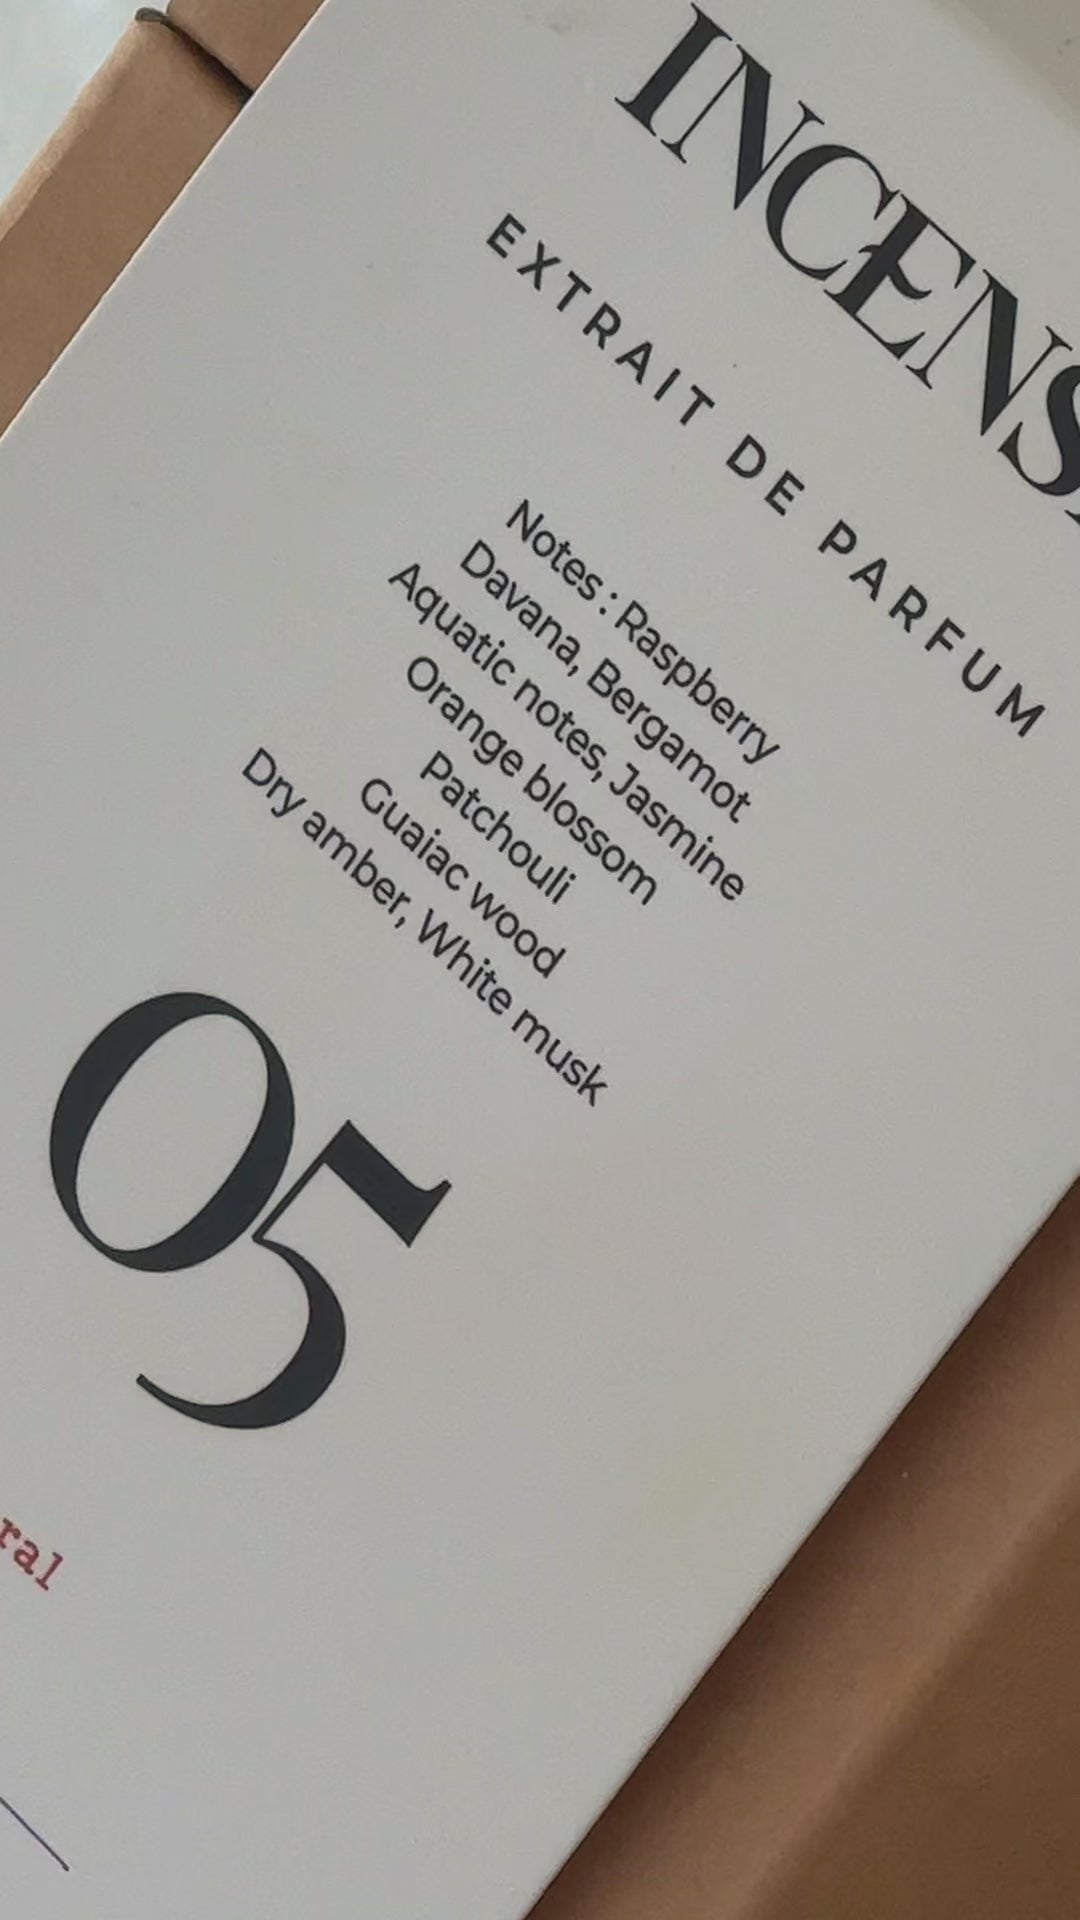 INCENS
EXTRAIT DE PARFUM
Notes : Raspberry
Davana, Bergamot
Aquatic notes, Jasmine
Orange blossom
Patchouli
Guaiac wood
Dry amber, White musk
05
ral